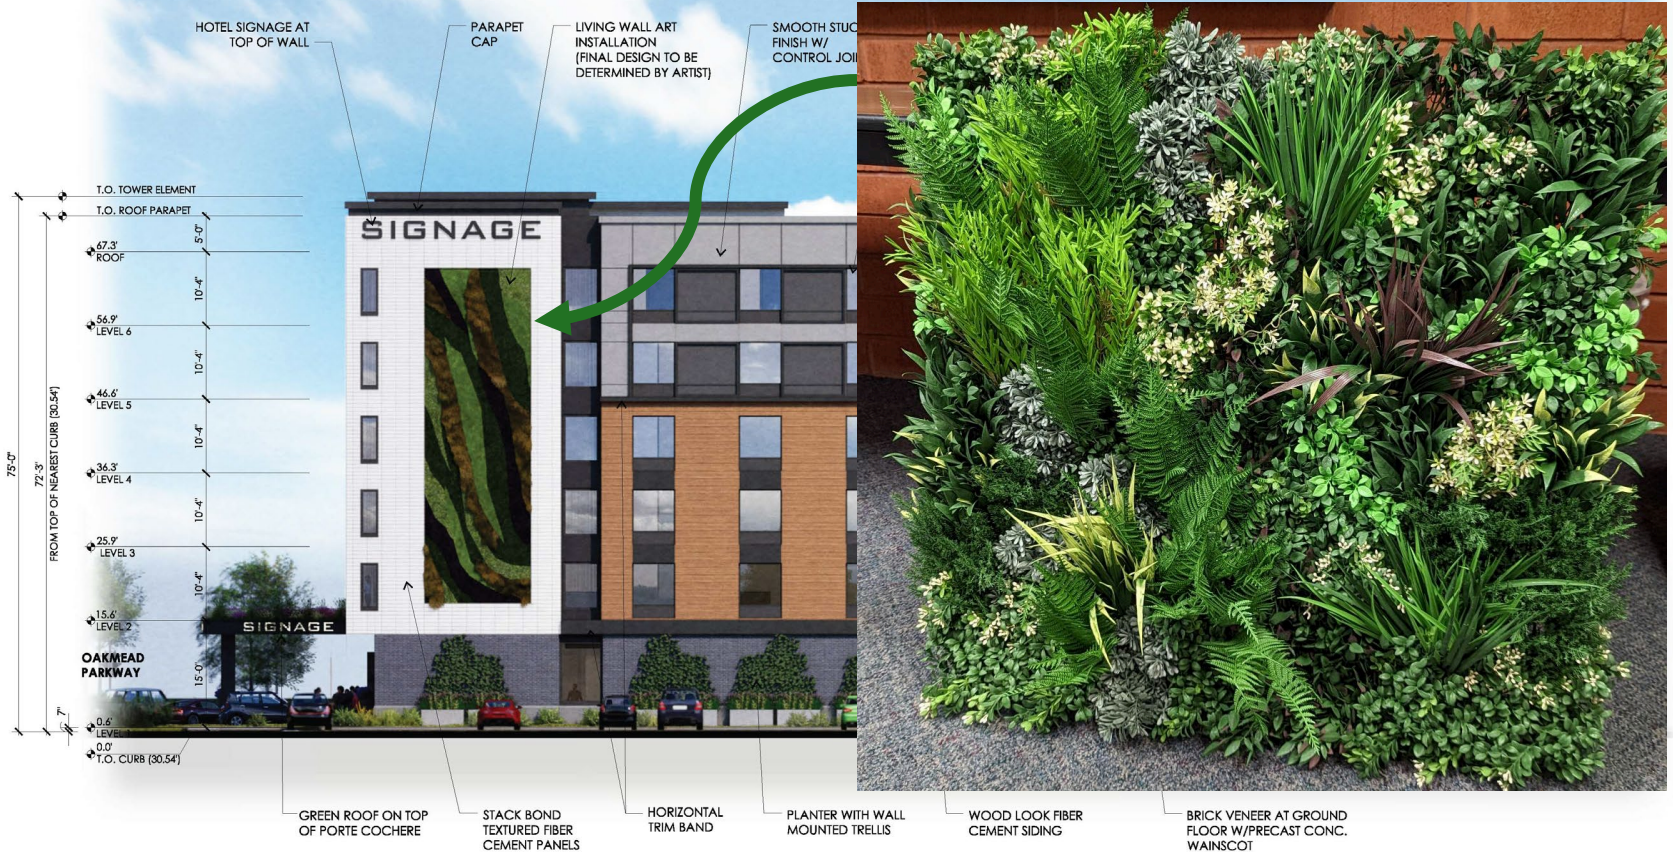 HOTEL SIGNAGE AT
TOP OF WALL
PARAPET
CAP
LIVING WALL ART
INSTALLATION
(FINAL DESIGN TO BE
DETERMINED BY ARTIST)
SMOOTH
FINISH W/
CONTROL
T.O. TOWER ELEMENT
T.O. ROOF PARAPET
5'-0"
67.3'
ROOF
10'-4"
56.9'
LEVEL 6
10'-4"
46.6'
LEVEL 5
10'-4"
36.3'
LEVEL 4
10'-4"
25.9'
LEVEL 3
10'-4"
15.6'
LEVEL 2
15'-0"
0.6'
LEVEL
0.0'
T.O. CURB (30.54')
7"
75'-0"
72'-3"
FROM TOP OF NEAREST CURB (30.54')
SIGNAGE
SIGNAGE
OAKMEAD
PARKWAY
GREEN ROOF ON TOP
OF PORTE COCHERE
STACK BOND
TEXTURED FIBER
CEMENT PANELS
HORIZONTAL
TRIM BAND
PLANTER WITH WALL
MOUNTED TRELLIS
WOOD LOOK FIBER
CEMENT SIDING
BRICK VENEER AT GROUND
FLOOR W/PRECAST CONC.
WAINSCOT